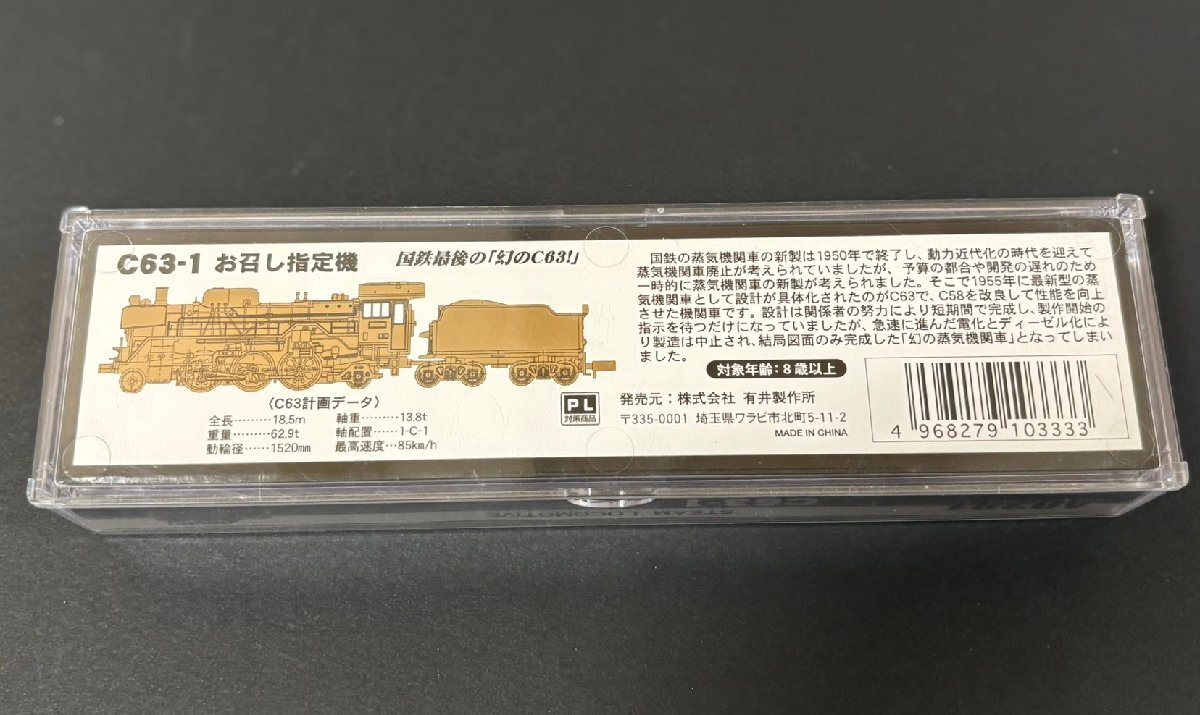 C63-1 お召し指定機
国鉄最後の「幻のC63!」
国鉄の蒸気機関車の新製は1950年で終了し、動力近代化の時代を迎えて
蒸気機関車廃止が考えられていましたが、予算の都合や開発の遅れのため
一時的に蒸気機関車の新製が考えられました。そこで1955年に最新型の蒸
気機関車として設計が具体化されたのがC63で、C58を改良して性能を向上
させた機関車です。設計は関係者の努力により短期間で完成し、製作開始の
指示を待つだけになっていましたが、急速に進んだ電化とディーゼル化によ
り製造は中止され、結局図面のみ完成した「幻の蒸気機関車」となってしまい
ました。
対象年齢:8歳以上
〈C63計画データ〉
全長……18.5m 軸重……13.8t
重量……62.9t 軸配置……1-C-1
動輪径……1520mm 最高速度…85km/h
PL
対策商品
発売元:株式会社 有井製作所
〒335-0001 埼玉県ワラビ市北町5-11-2
MADE IN CHINA
4 968279 103333
STEAM LOCOMOTIVE